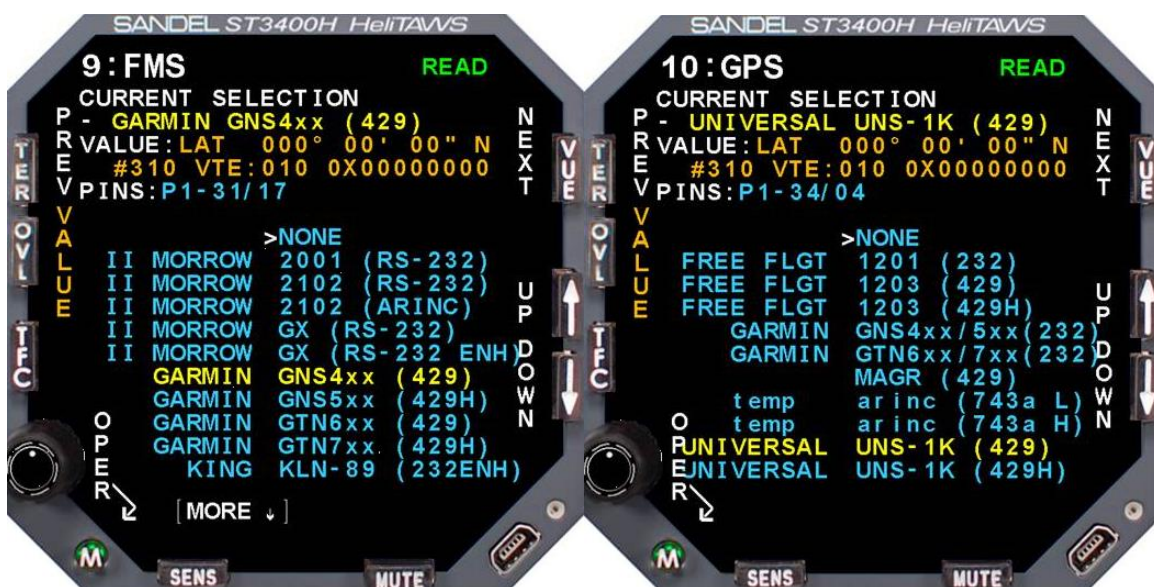 SANDEL ST3400H HeliTAWS
9:FMS READ
CURRENT SELECTION
- GARMIN GNS4xx (429)
VALUE:LAT 000° 00' 00" N
#310 VTE:010 0X00000000
PINS:P1-31/17
>NONE
II MORROW 2001 (RS-232)
II MORROW 2102 (RS-232)
II MORROW 2102 (ARINC)
II MORROW GX (RS-232)
II MORROW GX (RS-232 ENH)
GARMIN GNS4xx (429)
GARMIN GNS5xx (429H)
GARMIN GTN6xx (429)
GARMIN GTN7xx (429H)
KING KLN-89 (232ENH)
[MORE ↓]
PREV
VALUE
OPER
NEXT
UP DOWN
TER
OVL
TFC
VUE
M
SENS
MUTE
SANDEL ST3400H HeliTAWS
10:GPS READ
CURRENT SELECTION
- UNIVERSAL UNS-1K (429)
VALUE:LAT 000° 00' 00" N
#310 VTE:010 0X00000000
PINS:P1-34/04
>NONE
FREE FLGT 1201 (232)
FREE FLGT 1203 (429)
FREE FLGT 1203 (429H)
GARMIN GNS4xx/5xx(232)
GARMIN GTN6xx/7xx(232)
MAGR (429)
temp arinc (743a L)
temp arinc (743a H)
UNIVERSAL UNS-1K (429)
UNIVERSAL UNS-1K (429H)
PREV
VALUE
OPER
NEXT
UP DOWN
TER
OVL
TFC
VUE
M
SENS
MUTE